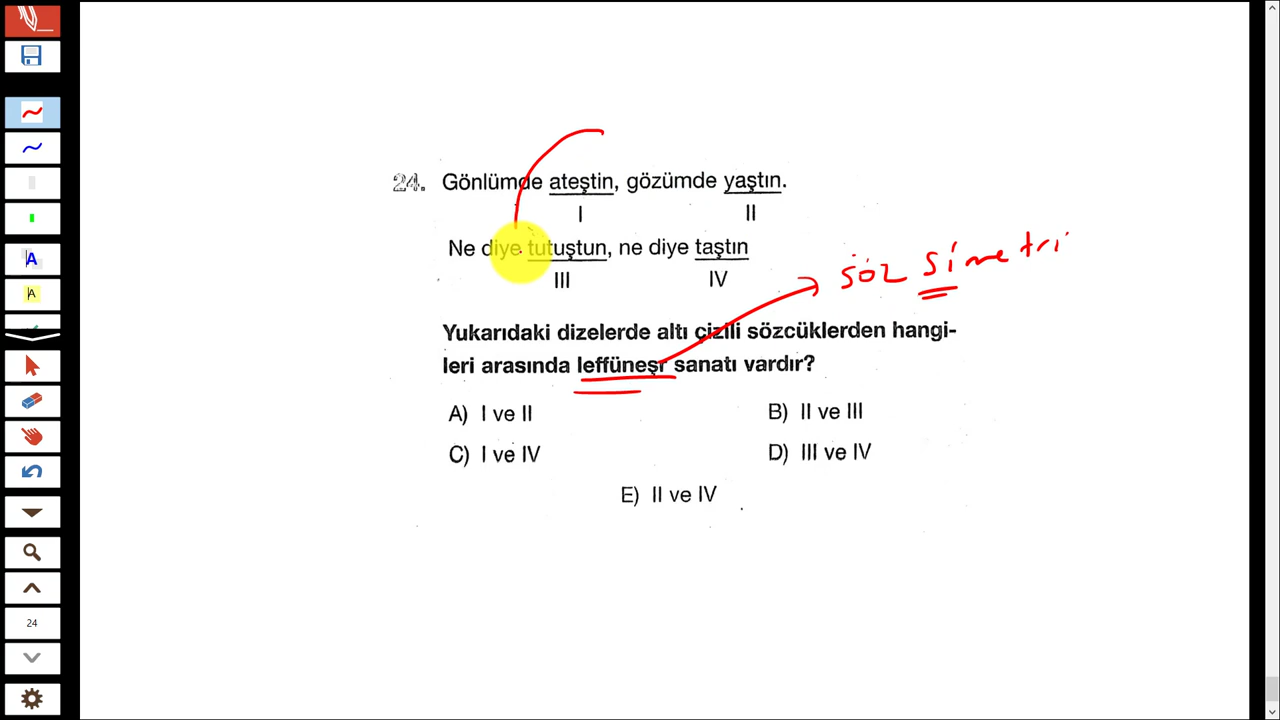 24. Gönlümde ateştin, gözümde yaştın.
I II
Ne diye tutuştun, ne diye taştın
III IV
söz simetri
Yukarıdaki dizelerde altı çizili sözcüklerden hangi-
leri arasında leffüneşr sanatı vardır?
A) I ve II B) II ve III
C) I ve IV D) III ve IV
E) II ve IV
A
A
24